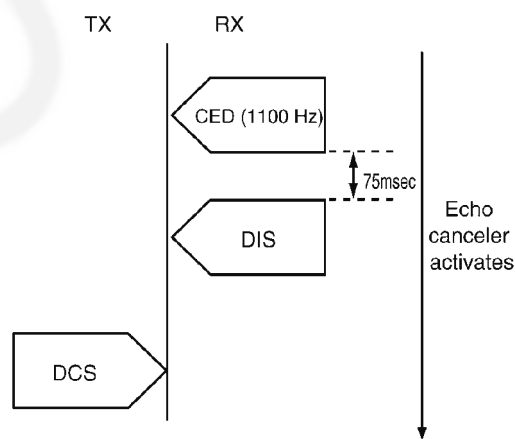 TX RX
CED (1100 Hz)
75msec
DIS
Echo
canceler
activates
DCS